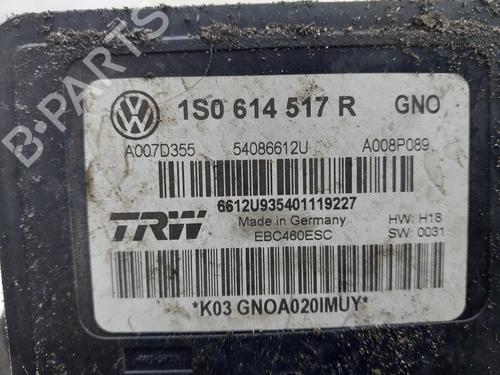 1S0 614 517 R GNO
A007D355 54086612U A008P089
6612U935401119227
TRW Made in Germany HW: H18
EBC460ESC SW: 0031
*K03 GNOA020IMUY*